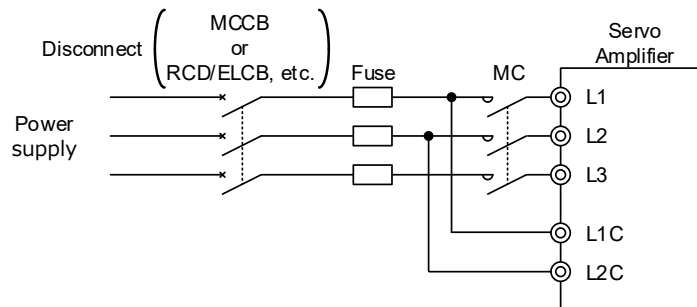 MCCB
or
RCD/ELCB, etc.
Disconnect
Fuse
MC
Servo
Amplifier
Power
supply
L1
L2
L3
L1C
L2C